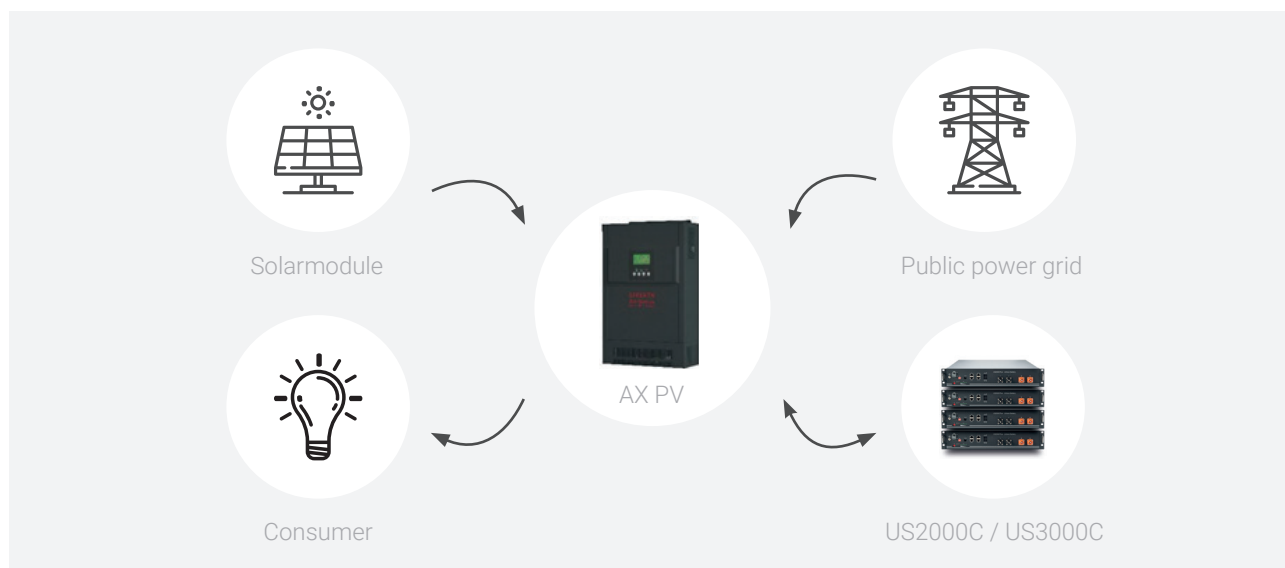 Solarmodule
Public power grid
AX PV
Consumer
US2000C / US3000C